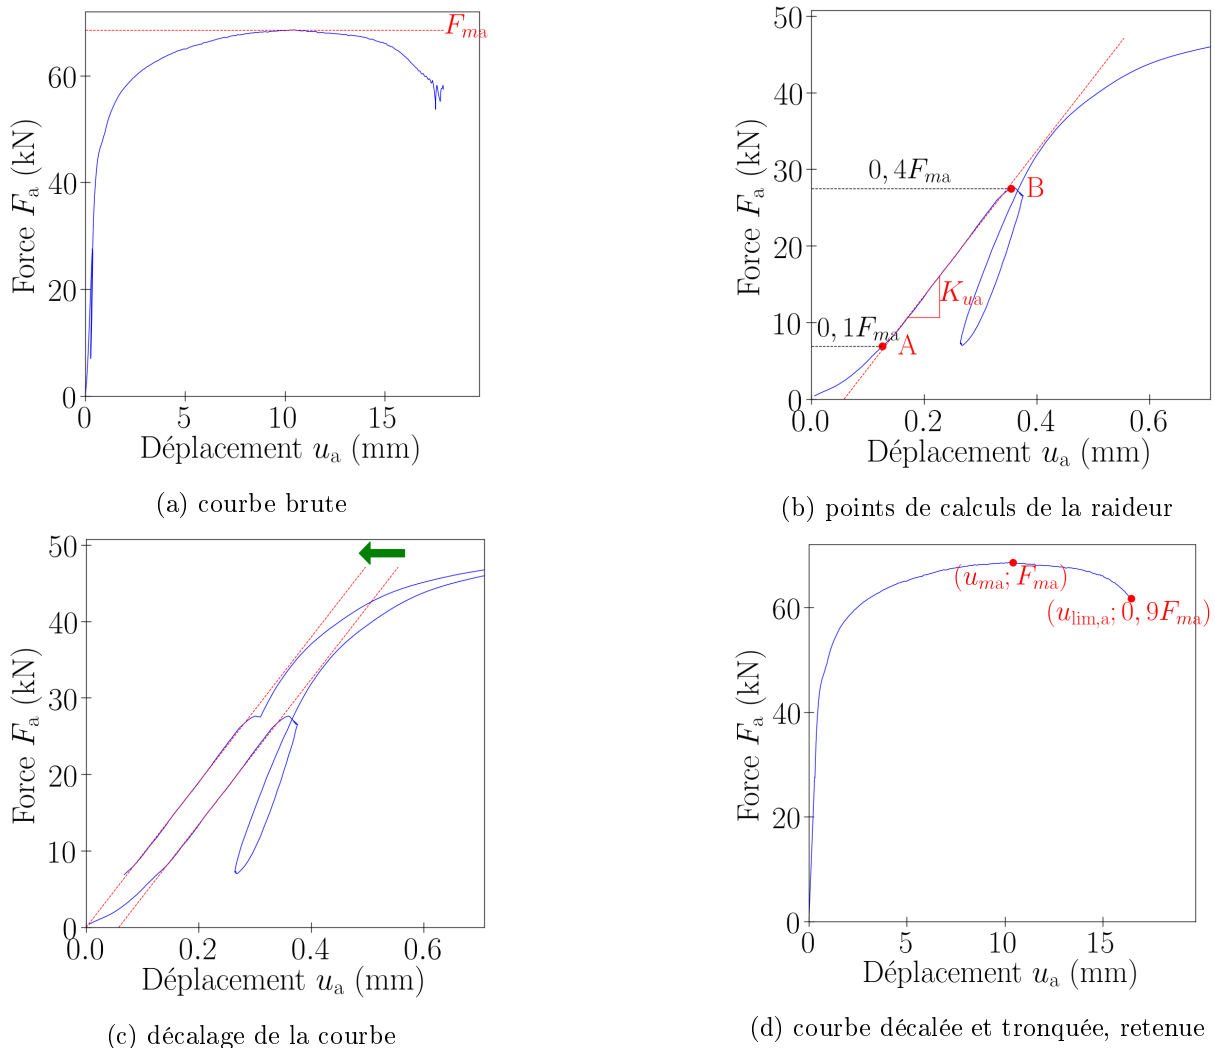 F_ma
60
40
20
0
0 5 10 15
Force F_a (kN)
Déplacement u_a (mm)
(a) courbe brute
50
40
30
20
10
0
0.0 0.2 0.4 0.6
0,4F_ma
B
K_ua
0,1F_ma
A
Force F_a (kN)
Déplacement u_a (mm)
(b) points de calculs de la raideur
50
40
30
20
10
0
0.0 0.2 0.4 0.6
Force F_a (kN)
Déplacement u_a (mm)
(c) décalage de la courbe
(u_ma; F_ma)
(u_lim,a; 0,9F_ma)
60
40
20
0
0 5 10 15
Force F_a (kN)
Déplacement u_a (mm)
(d) courbe décalée et tronquée, retenue